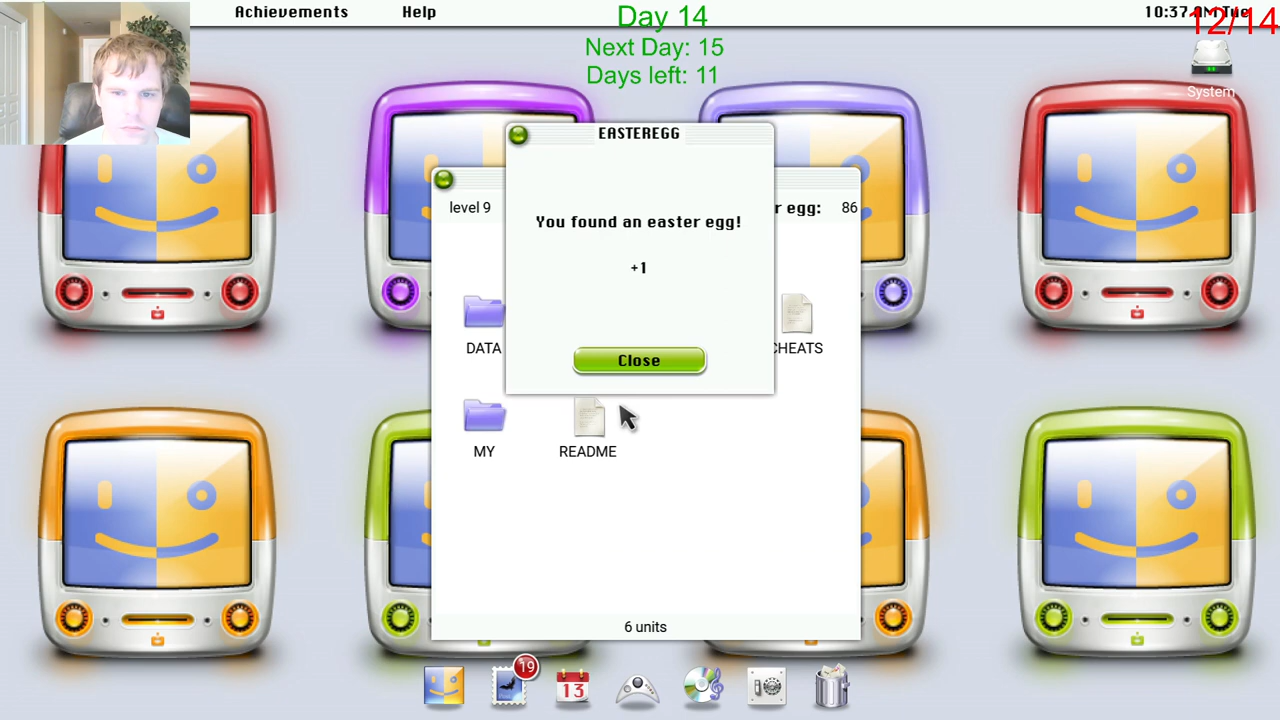 Achievements
Help
Day 14
Next Day: 15
Days left: 11
10:37 AM Tue
12/14
System
EASTEREGG
You found an easter egg!
+1
Close
level 9
r egg: 86
DATA
CHEATS
MY
README
6 units
19
13